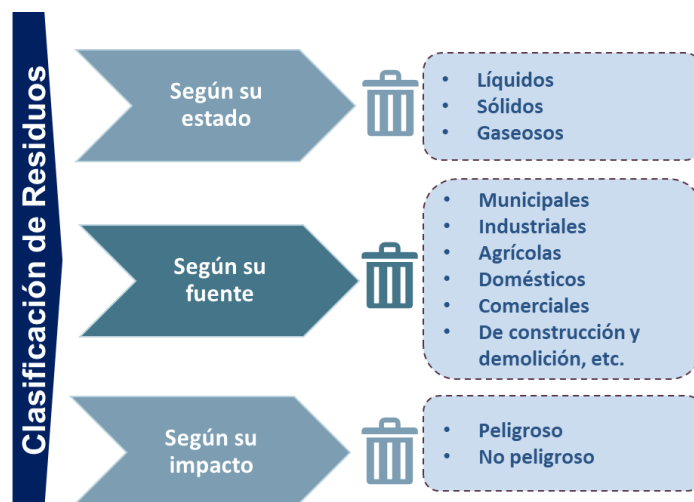 Clasificación de Residuos
Según su
estado
• Líquidos
• Sólidos
• Gaseosos
Según su
fuente
• Municipales
• Industriales
• Agrícolas
• Domésticos
• Comerciales
• De construcción y
demolición, etc.
Según su
impacto
• Peligroso
• No peligroso